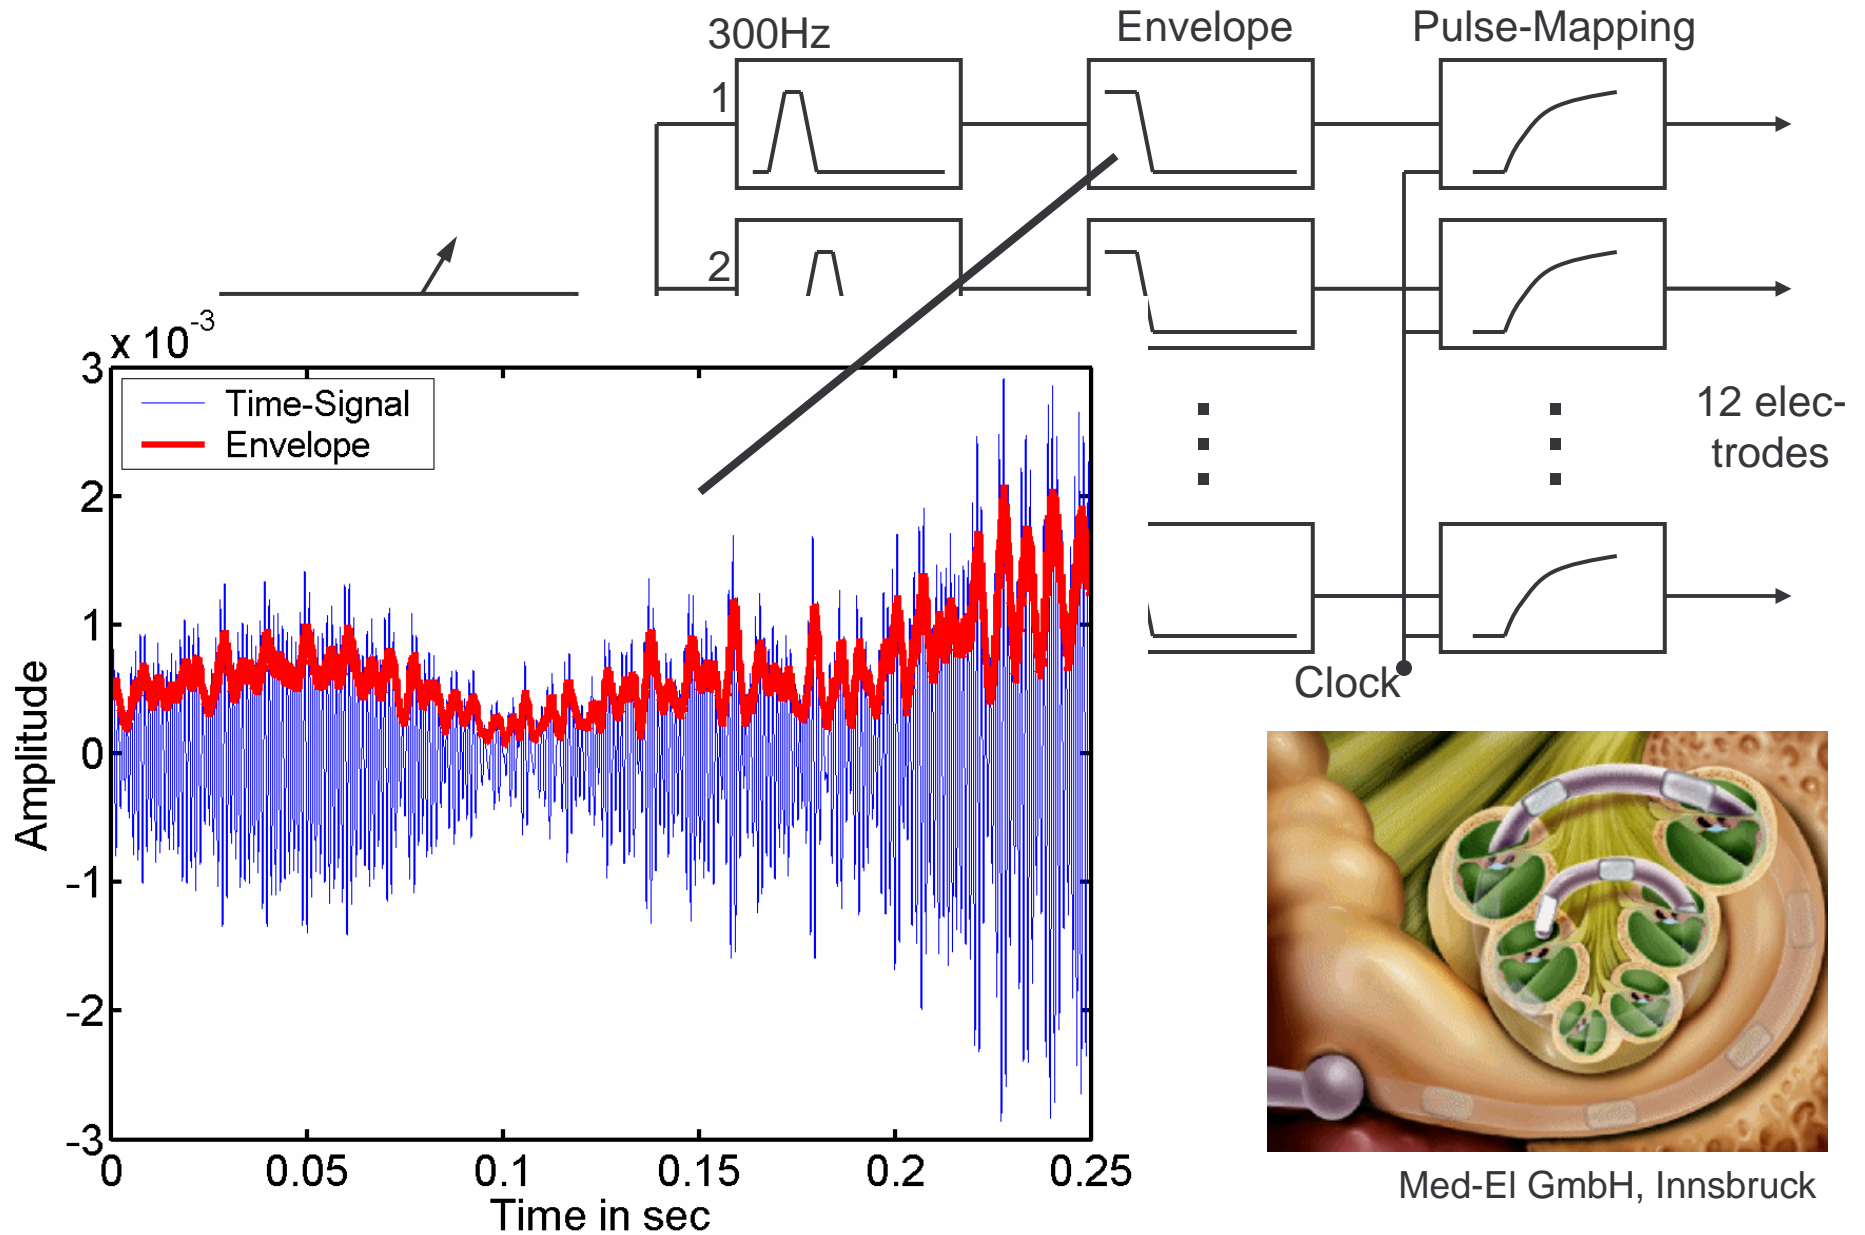 300Hz
Envelope
Pulse-Mapping
1
2
x 10-3
3
2
1
0
-1
-2
-3
Time-Signal
Envelope
Amplitude
0
0.05
0.1
0.15
0.2
0.25
Time in sec
12 elec-
trodes
Clock
Med-El GmbH, Innsbruck